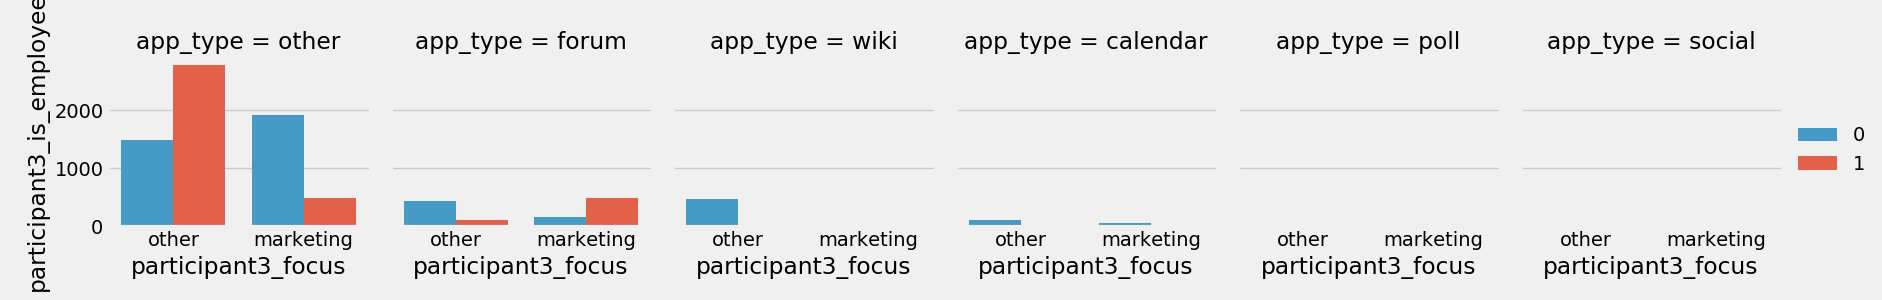 app_type = other
app_type = forum
app_type = wiki
app_type = calendar
app_type = poll
app_type = social
participant3_is_employee
2000
1000
0
other
marketing
other
marketing
other
marketing
other
marketing
other
marketing
other
marketing
participant3_focus
participant3_focus
participant3_focus
participant3_focus
participant3_focus
participant3_focus
0
1